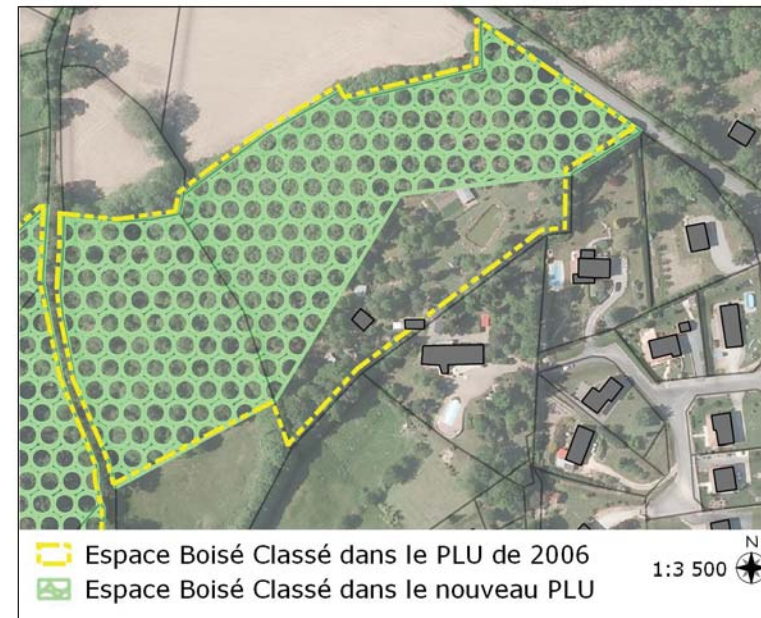 Espace Boisé Classé dans le PLU de 2006
Espace Boisé Classé dans le nouveau PLU
1:3 500
N